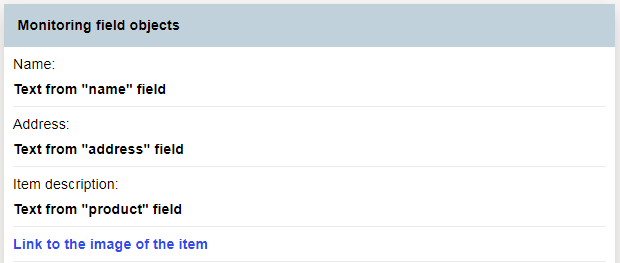 Monitoring field objects
Name:
Text from "name" field
Address:
Text from "address" field
Item description:
Text from "product" field
Link to the image of the item